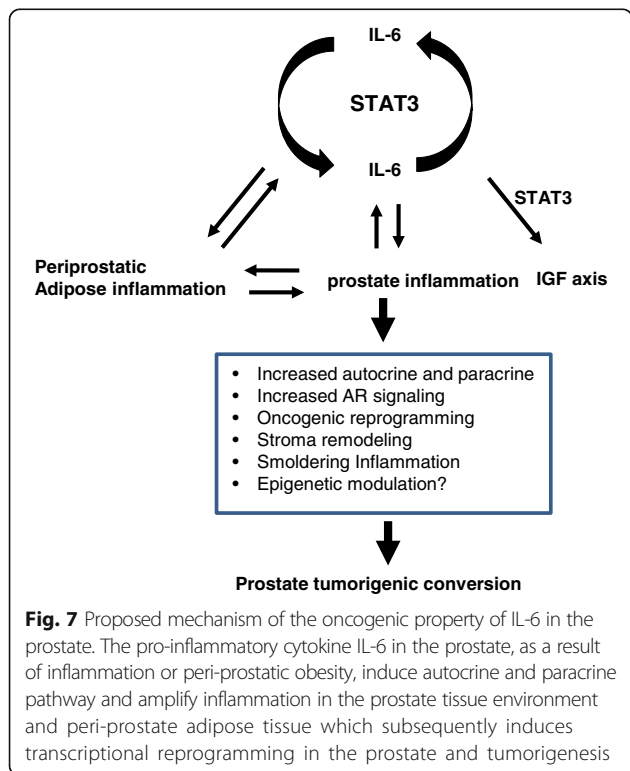 IL-6
STAT3
IL-6
STAT3
Periprostatic
Adipose inflammation
prostate inflammation
IGF axis
• Increased autocrine and paracrine
• Increased AR signaling
• Oncogenic reprogramming
• Stroma remodeling
• Smoldering Inflammation
• Epigenetic modulation?
Prostate tumorigenic conversion
Fig. 7 Proposed mechanism of the oncogenic property of IL-6 in the
prostate. The pro-inflammatory cytokine IL-6 in the prostate, as a result
of inflammation or peri-prostatic obesity, induce autocrine and paracrine
pathway and amplify inflammation in the prostate tissue environment
and peri-prostate adipose tissue which subsequently induces
transcriptional reprogramming in the prostate and tumorigenesis